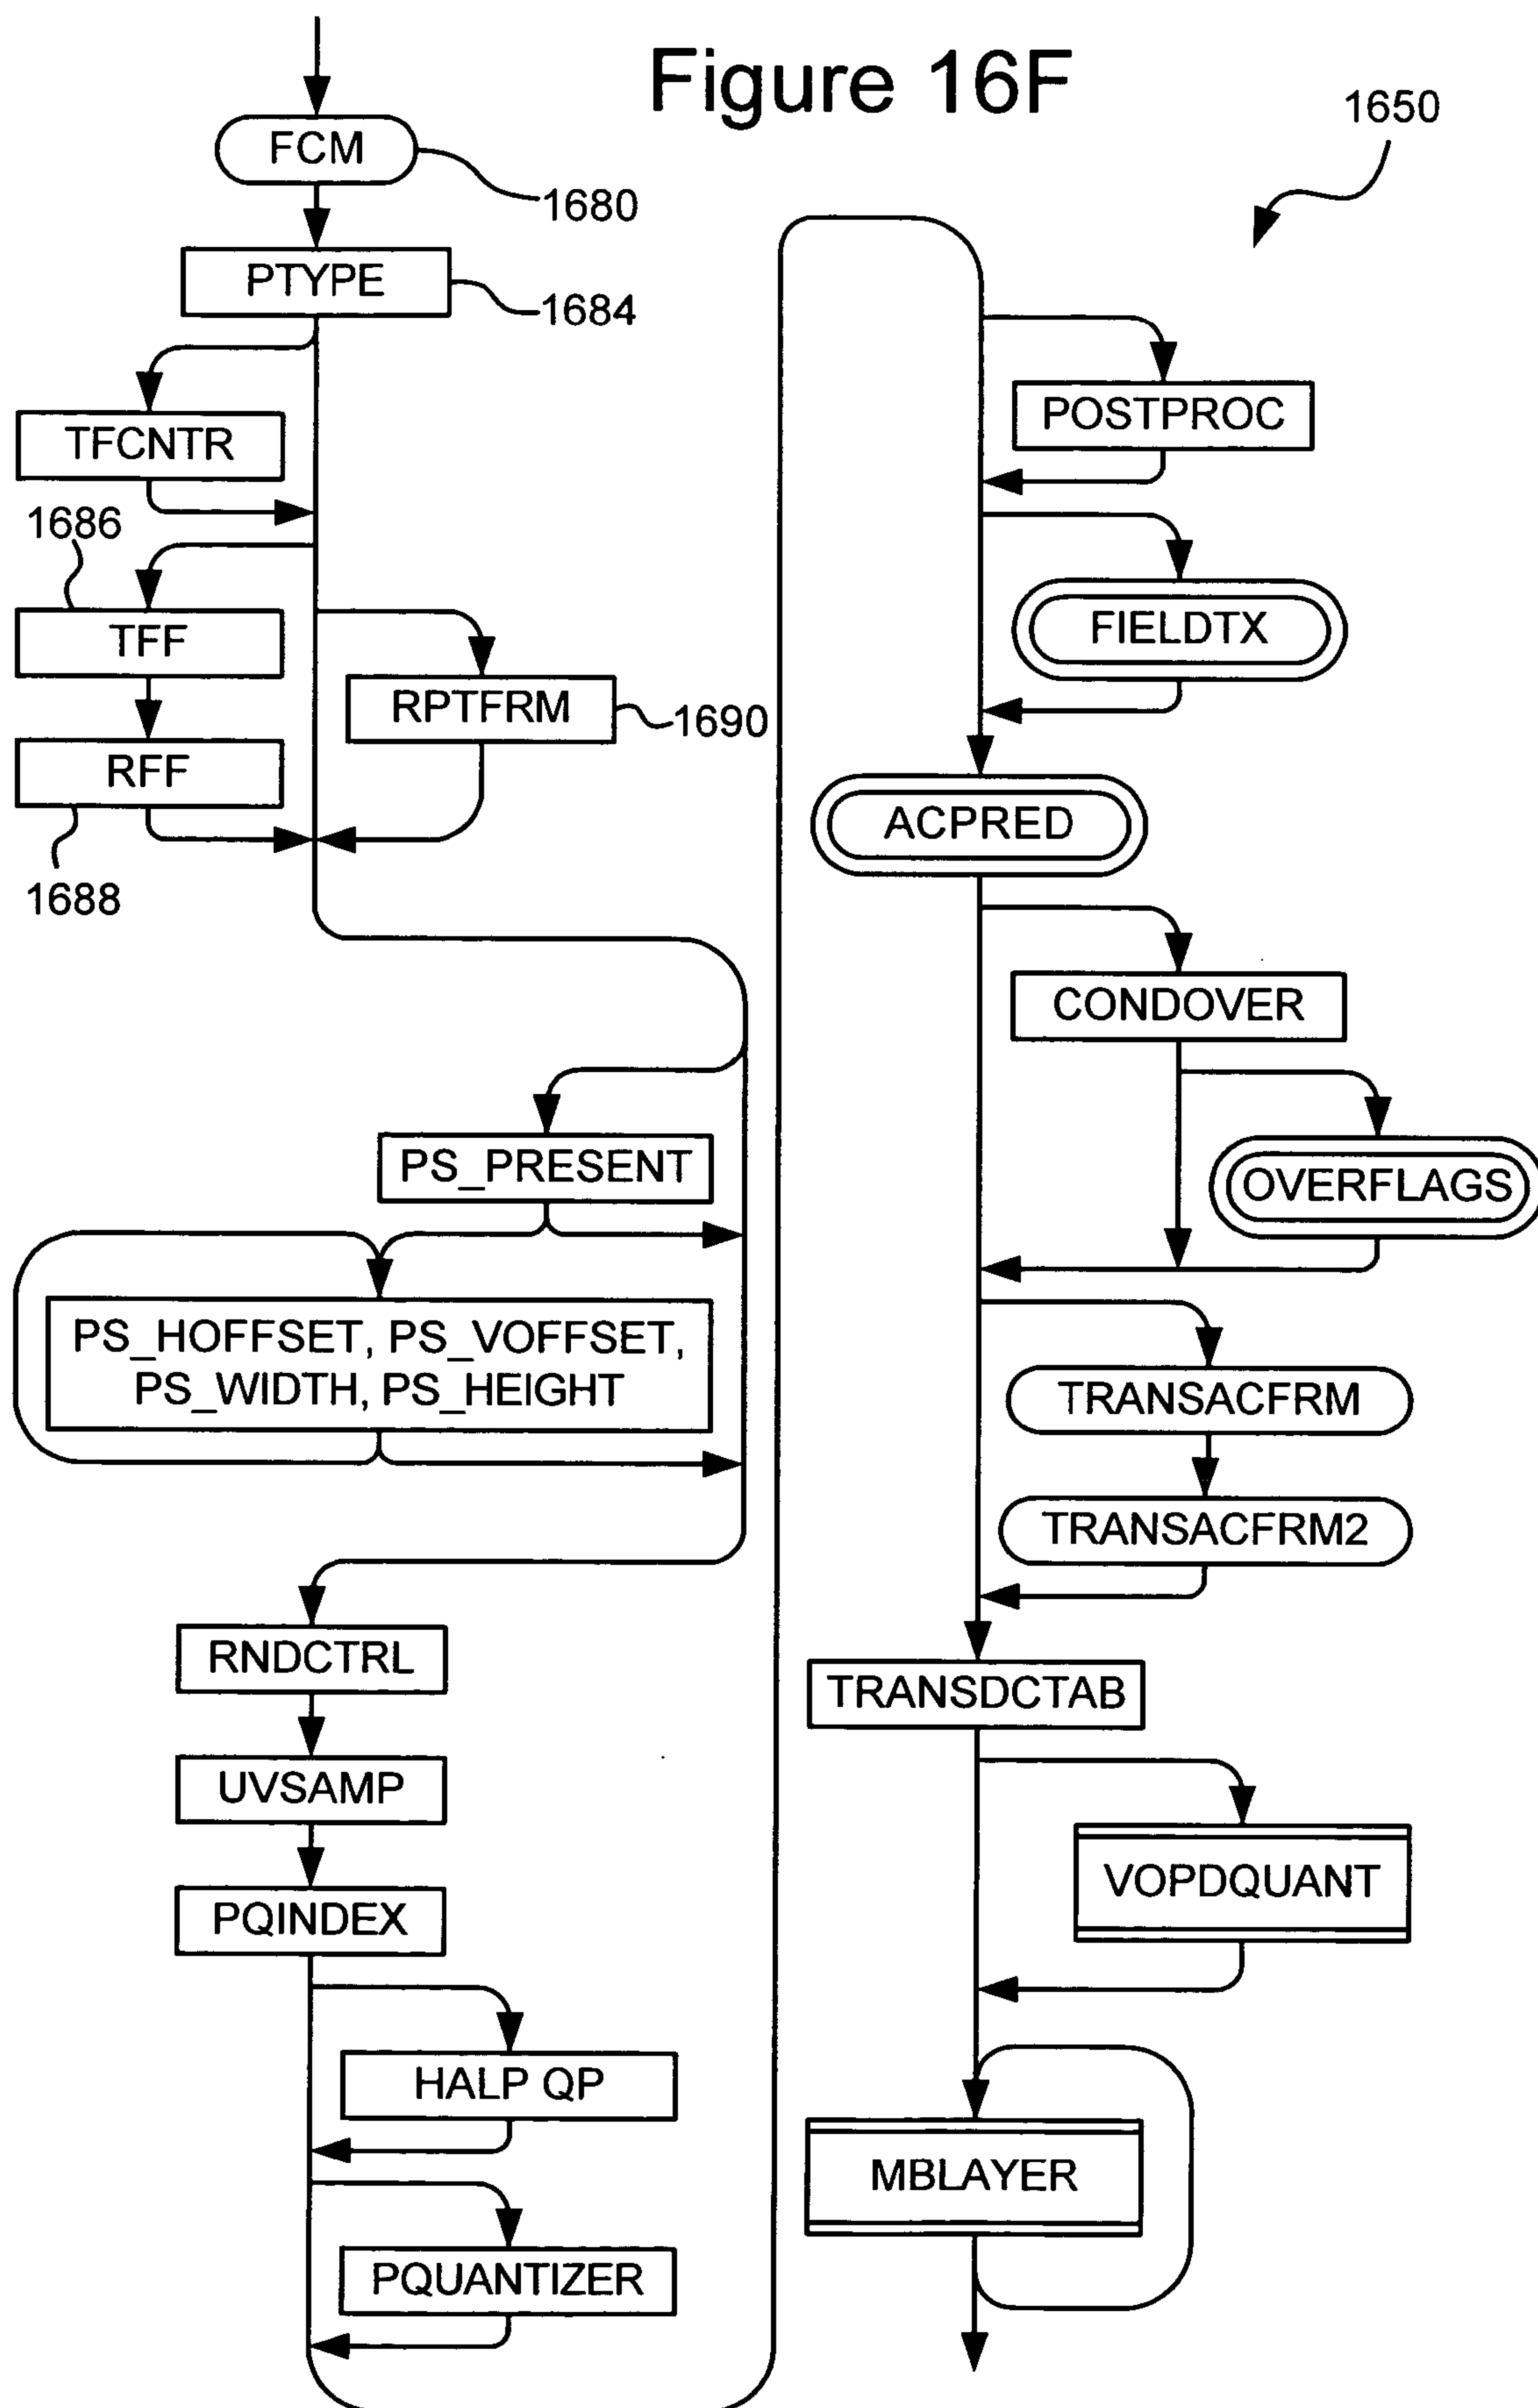 Figure 16F
1650
FCM
1680
PTYPE
1684
TFCNTR
1686
TFF
RPTFRM
1690
RFF
1688
PS_PRESENT
PS_HOFFSET, PS_VOFFSET,
PS_WIDTH, PS_HEIGHT
RNDCTRL
UVSAMP
PQINDEX
HALP QP
PQUANTIZER
POSTPROC
FIELDTX
ACPRED
CONDOVER
OVERFLAGS
TRANSACFRM
TRANSACFRM2
TRANSDCTAB
VOPDQUANT
MBLAYER